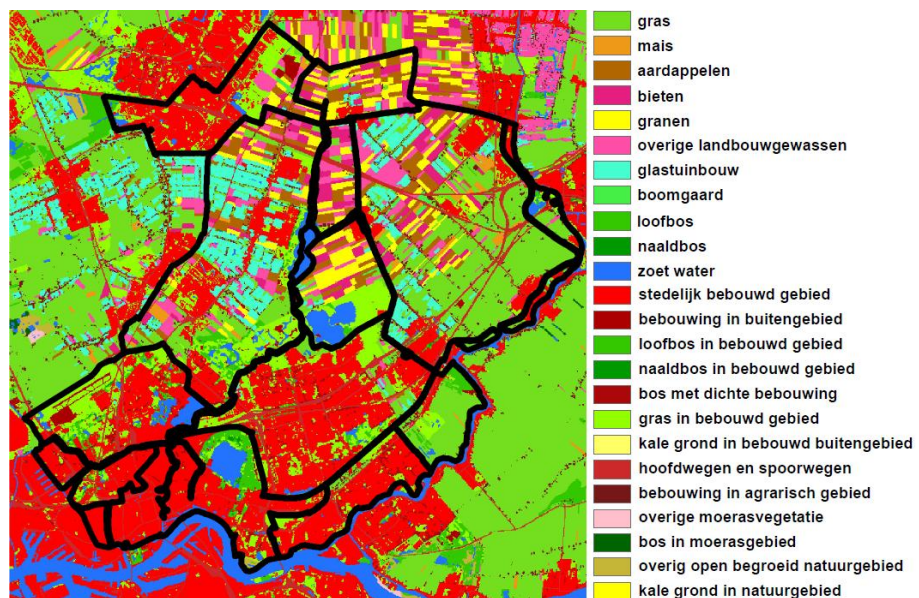 gras
mais
aardappelen
bieten
granen
overige landbouwgewassen
glastuinbouw
boomgaard
loofbos
naaldbos
zoet water
stedelijk bebouwd gebied
bebouwing in buitengebied
loofbos in bebouwd gebied
naaldbos in bebouwd gebied
bos met dichte bebouwing
gras in bebouwd gebied
kale grond in bebouwd buitengebied
hoofdwegen en spoorwegen
bebouwing in agrarisch gebied
overige moerasvegetatie
bos in moerasgebied
overig open begroeid natuurgebied
kale grond in natuurgebied